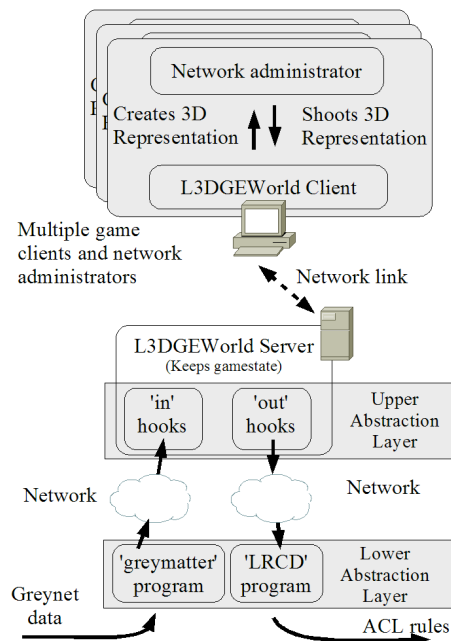 Network administrator
Creates 3D
Representation
Shoots 3D
Representation
L3DGEWorld Client
Multiple game
clients and network
administrators
Network link
L3DGEWorld Server
(Keeps gamestate)
'in'
hooks
'out'
hooks
Upper
Abstraction
Layer
Network
Network
'greymatter'
program
'LRCD'
program
Lower
Abstraction
Layer
Greynet
data
ACL rules